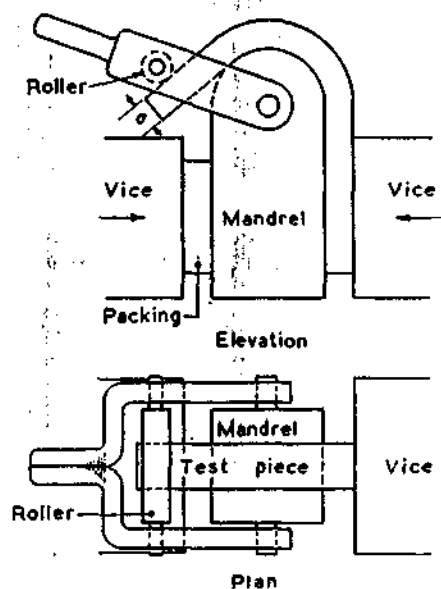 Roller
a
Vice
Vice
Mandrel
Packing
Elevation
Mandrel
Test piece
Vice
Roller
Plan